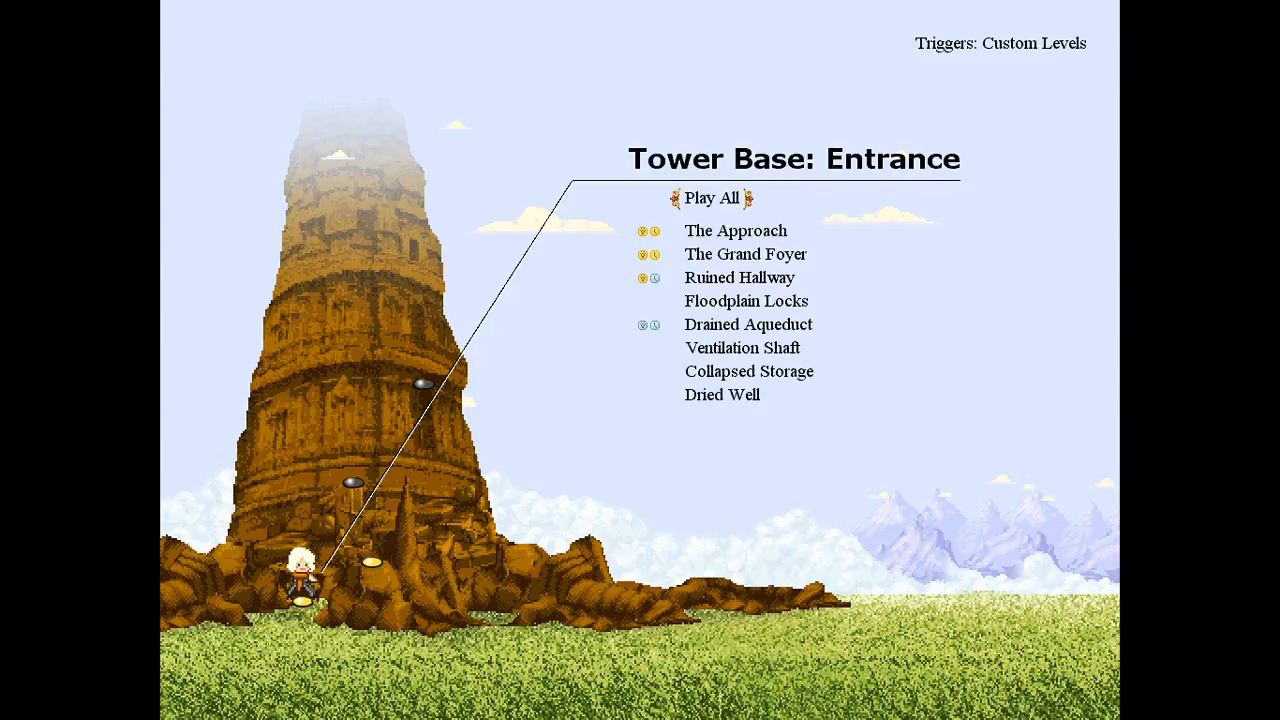 Triggers: Custom Levels
Tower Base: Entrance
Play All
The Approach
The Grand Foyer
Ruined Hallway
Floodplain Locks
Drained Aqueduct
Ventilation Shaft
Collapsed Storage
Dried Well